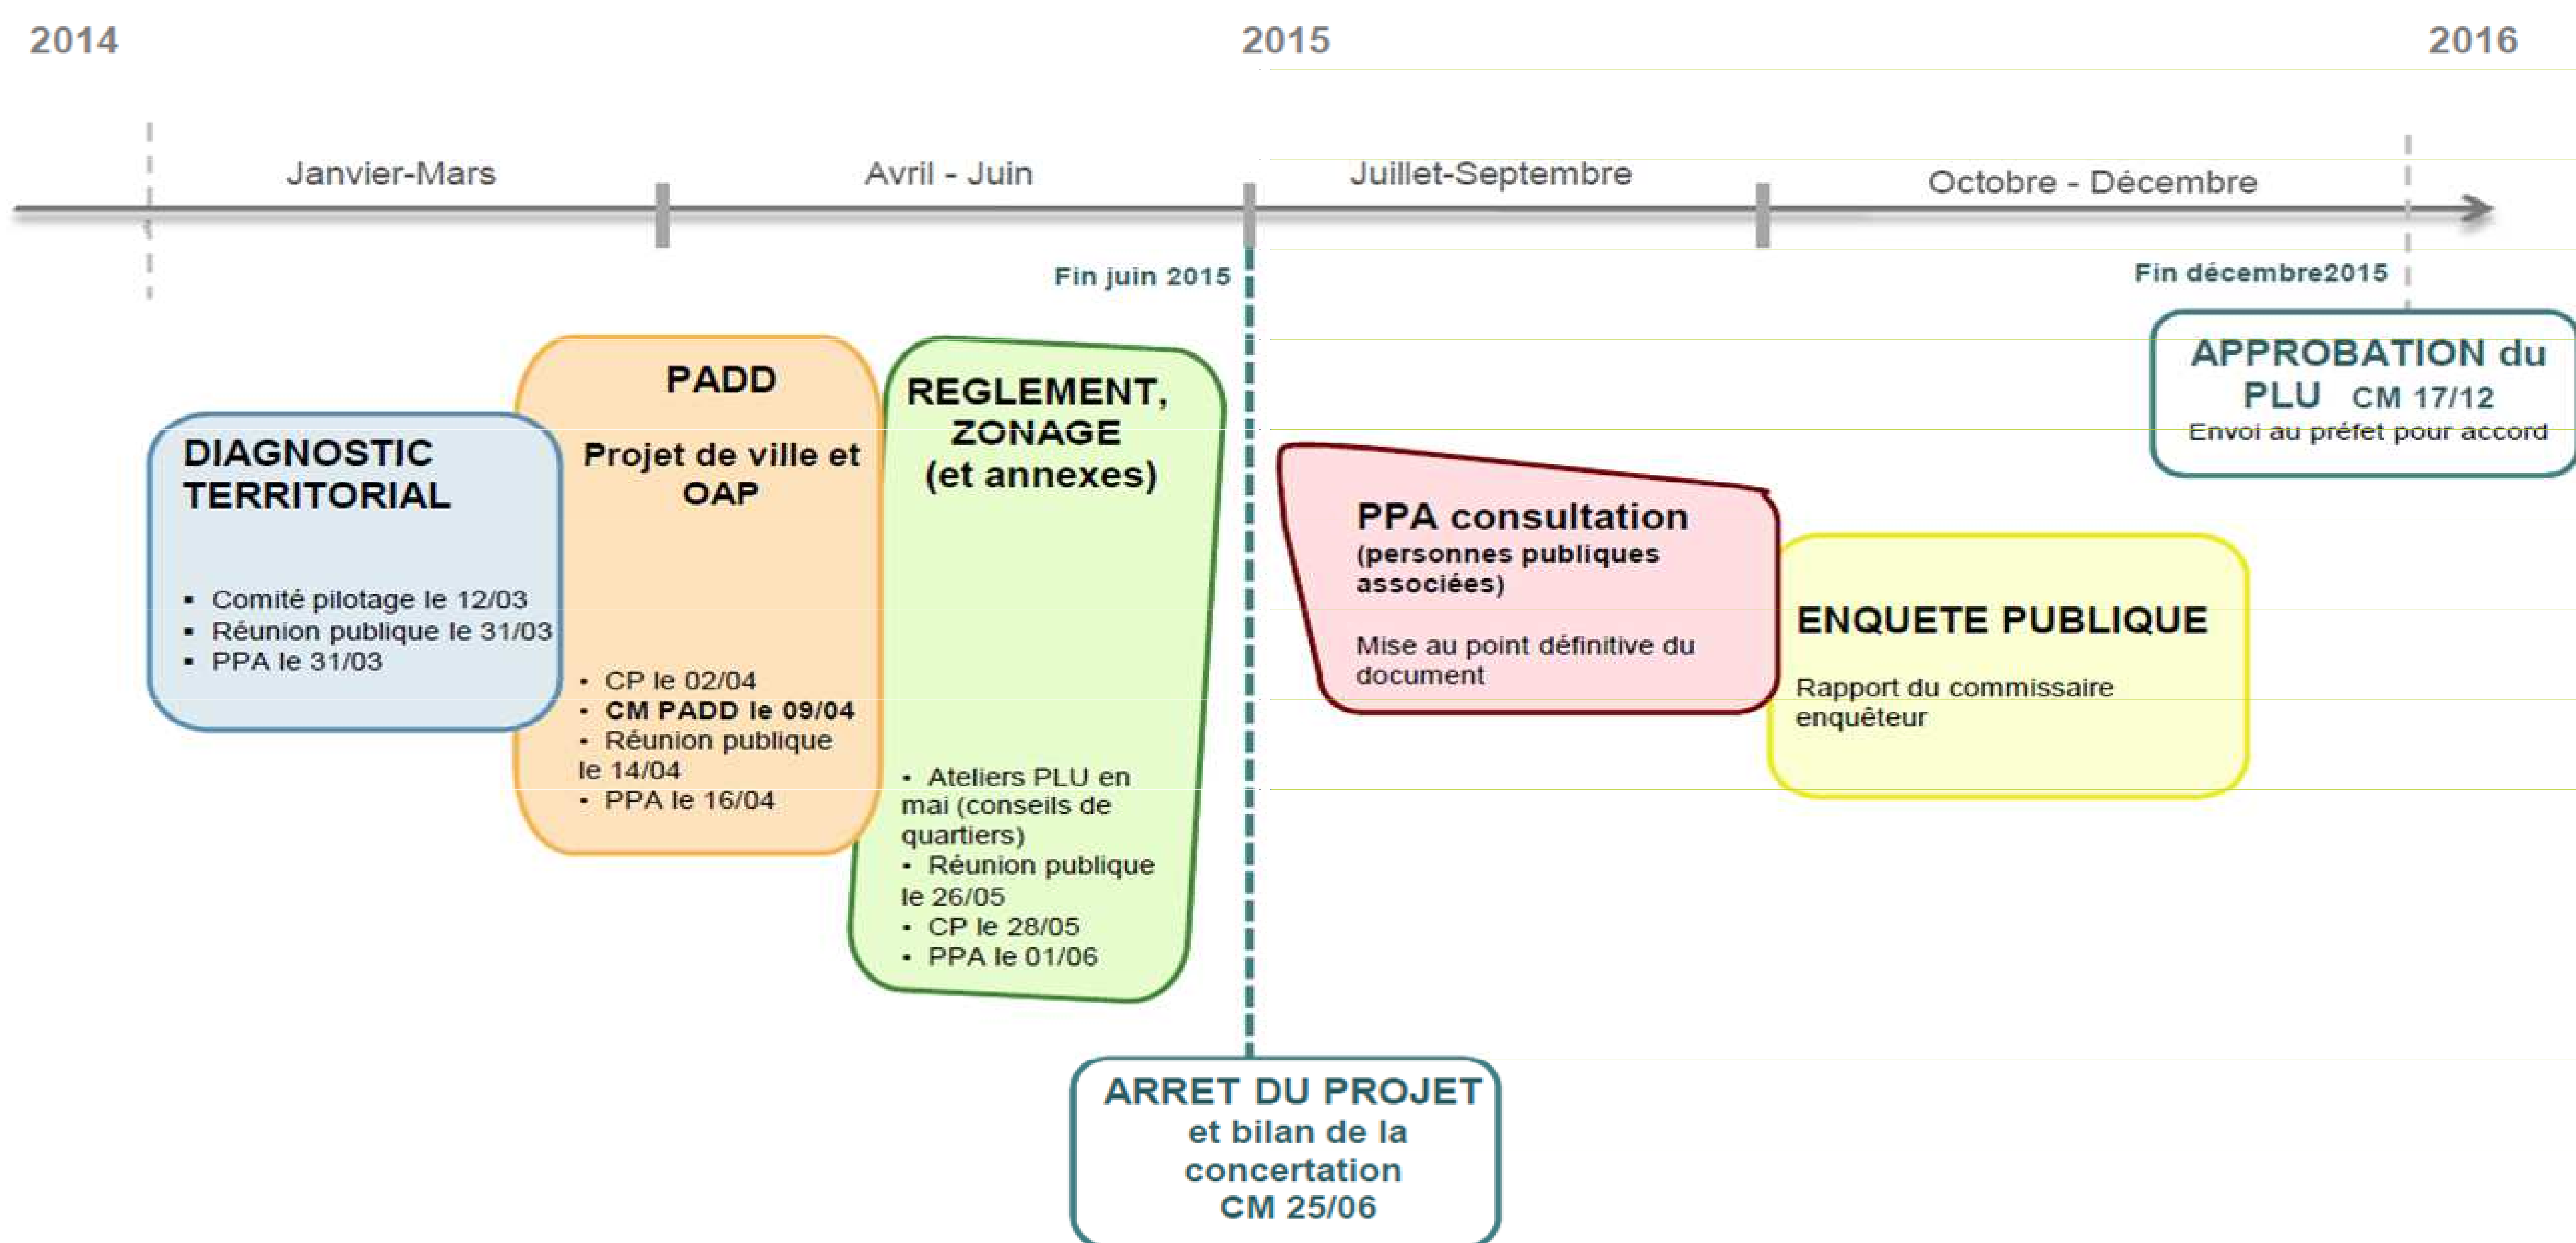 2014
2015
2016
Janvier-Mars
Avril - Juin
Juillet-Septembre
Octobre - Décembre
Fin juin 2015
Fin décembre2015
DIAGNOSTIC
TERRITORIAL
▪ Comité pilotage le 12/03
▪ Réunion publique le 31/03
▪ PPA le 31/03
PADD
Projet de ville et
OAP
• CP le 02/04
• CM PADD le 09/04
• Réunion publique
le 14/04
• PPA le 16/04
REGLEMENT,
ZONAGE
(et annexes)
• Ateliers PLU en
mai (conseils de
quartiers)
• Réunion publique
le 26/05
• CP le 28/05
• PPA le 01/06
ARRET DU PROJET
et bilan de la
concertation
CM 25/06
PPA consultation
(personnes publiques
associées)
Mise au point définitive du
document
ENQUETE PUBLIQUE
Rapport du commissaire
enquêteur
APPROBATION du
PLU CM 17/12
Envoi au préfet pour accord